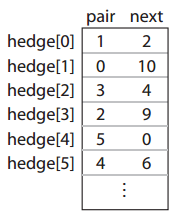 pair next
hedge[0] 1 2
hedge[1] 0 10
hedge[2] 3 4
hedge[3] 2 9
hedge[4] 5 0
hedge[5] 4 6
⋮